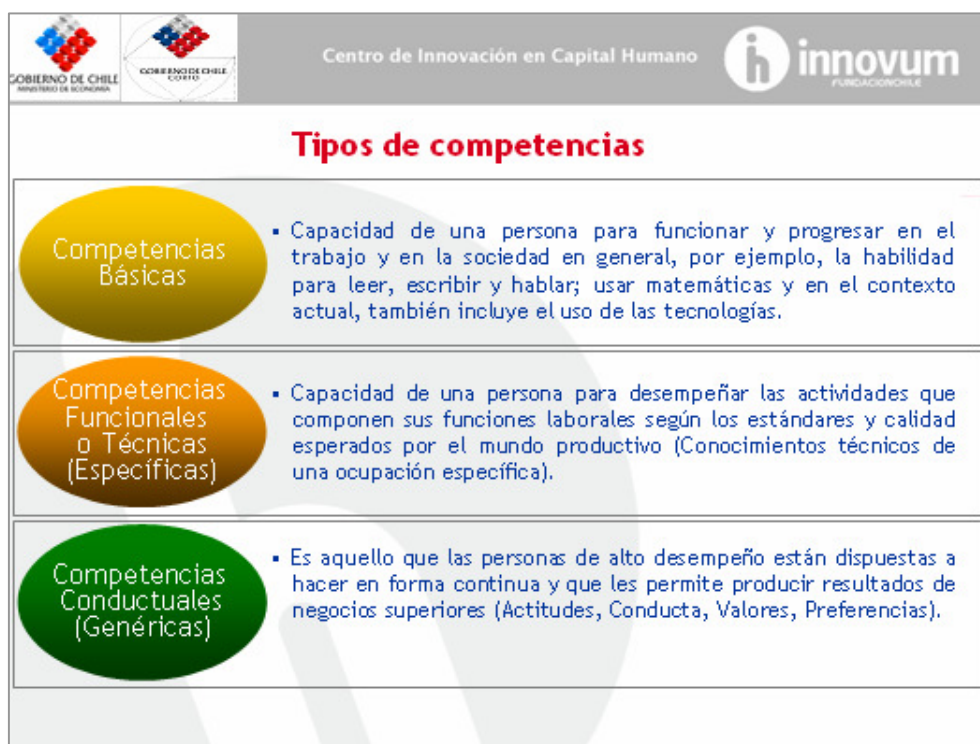 GOBIERNO DE CHILE
MINISTERIO DE ECONOMÍA
GOBIERNO DE CHILE
CORFO
Centro de Innovación en Capital Humano
innovum
FUNDACIONCHILE
Tipos de competencias
Competencias
Básicas
▪ Capacidad de una persona para funcionar y progresar en el
trabajo y en la sociedad en general, por ejemplo, la habilidad
para leer, escribir y hablar; usar matemáticas y en el contexto
actual, también incluye el uso de las tecnologías.
Competencias
Funcionales
o Técnicas
(Específicas)
▪ Capacidad de una persona para desempeñar las actividades que
componen sus funciones laborales según los estándares y calidad
esperados por el mundo productivo (Conocimientos técnicos de
una ocupación específica).
Competencias
Conductuales
(Genéricas)
▪ Es aquello que las personas de alto desempeño están dispuestas a
hacer en forma continua y que les permite producir resultados de
negocios superiores (Actitudes, Conducta, Valores, Preferencias).